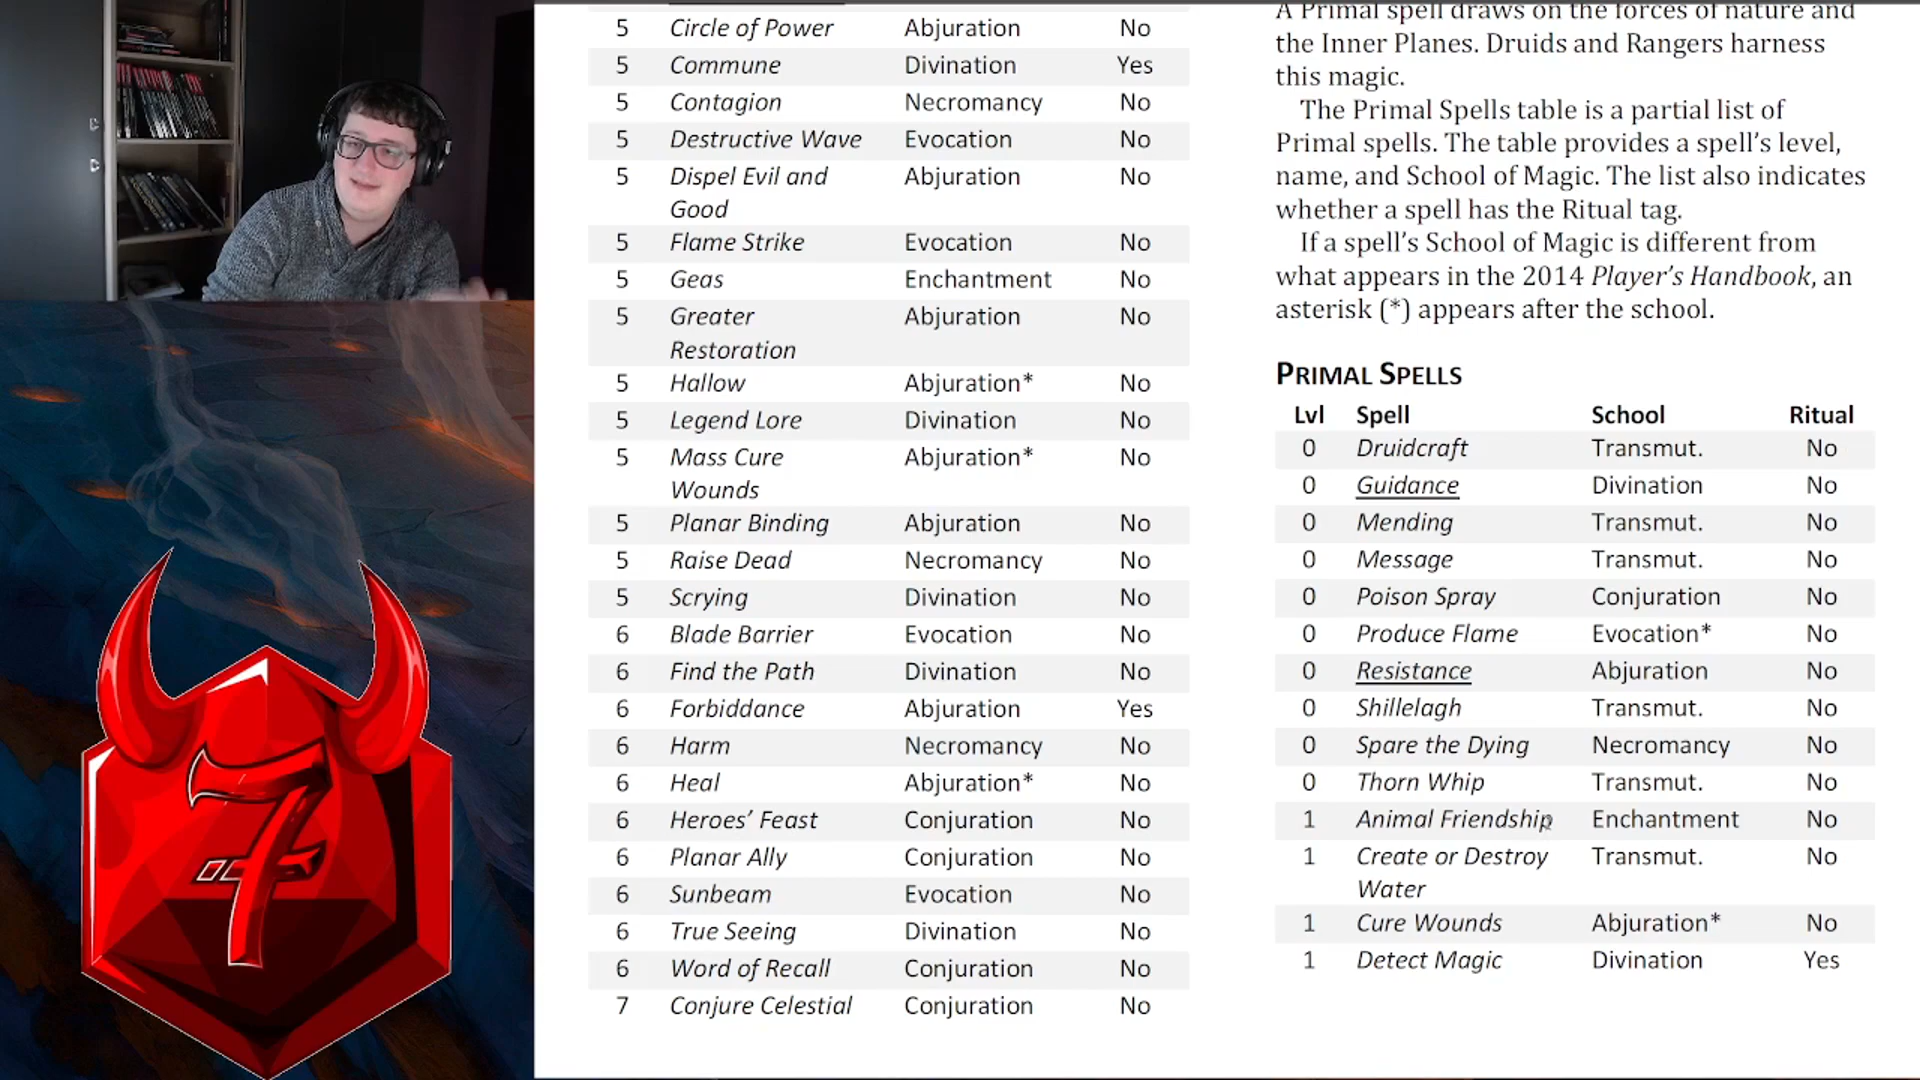 5 Circle of Power Abjuration No
5 Commune Divination Yes
5 Contagion Necromancy No
5 Destructive Wave Evocation No
5 Dispel Evil and Abjuration No
Good
5 Flame Strike Evocation No
5 Geas Enchantment No
5 Greater Abjuration No
Restoration
5 Hallow Abjuration* No
5 Legend Lore Divination No
5 Mass Cure Abjuration* No
Wounds
5 Planar Binding Abjuration No
5 Raise Dead Necromancy No
5 Scrying Divination No
6 Blade Barrier Evocation No
6 Find the Path Divination No
6 Forbiddance Abjuration Yes
6 Harm Necromancy No
6 Heal Abjuration* No
6 Heroes’ Feast Conjuration No
6 Planar Ally Conjuration No
6 Sunbeam Evocation No
6 True Seeing Divination No
6 Word of Recall Conjuration No
7 Conjure Celestial Conjuration No
A Primal spell draws on the forces of nature and
the Inner Planes. Druids and Rangers harness
this magic.
The Primal Spells table is a partial list of
Primal spells. The table provides a spell’s level,
name, and School of Magic. The list also indicates
whether a spell has the Ritual tag.
If a spell’s School of Magic is different from
what appears in the 2014 Player’s Handbook, an
asterisk (*) appears after the school.
PRIMAL SPELLS
Lvl Spell School Ritual
0 Druidcraft Transmut. No
0 Guidance Divination No
0 Mending Transmut. No
0 Message Transmut. No
0 Poison Spray Conjuration No
0 Produce Flame Evocation* No
0 Resistance Abjuration No
0 Shillelagh Transmut. No
0 Spare the Dying Necromancy No
0 Thorn Whip Transmut. No
1 Animal Friendship Enchantment No
1 Create or Destroy Transmut. No
Water
1 Cure Wounds Abjuration* No
1 Detect Magic Divination Yes
7